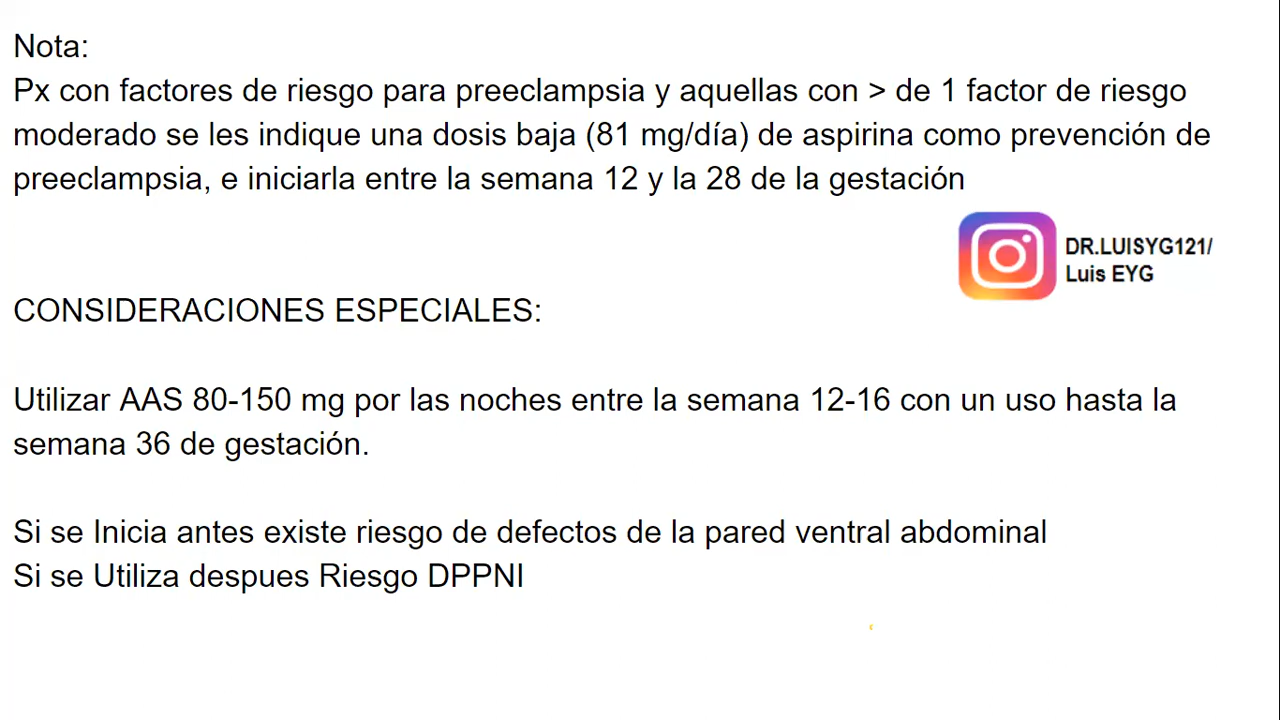 Nota:
Px con factores de riesgo para preeclampsia y aquellas con > de 1 factor de riesgo
moderado se les indique una dosis baja (81 mg/día) de aspirina como prevención de
preeclampsia, e iniciarla entre la semana 12 y la 28 de la gestación
DR.LUISYG121/
Luis EYG
CONSIDERACIONES ESPECIALES:
Utilizar AAS 80-150 mg por las noches entre la semana 12-16 con un uso hasta la
semana 36 de gestación.
Si se Inicia antes existe riesgo de defectos de la pared ventral abdominal
Si se Utiliza despues Riesgo DPPNI